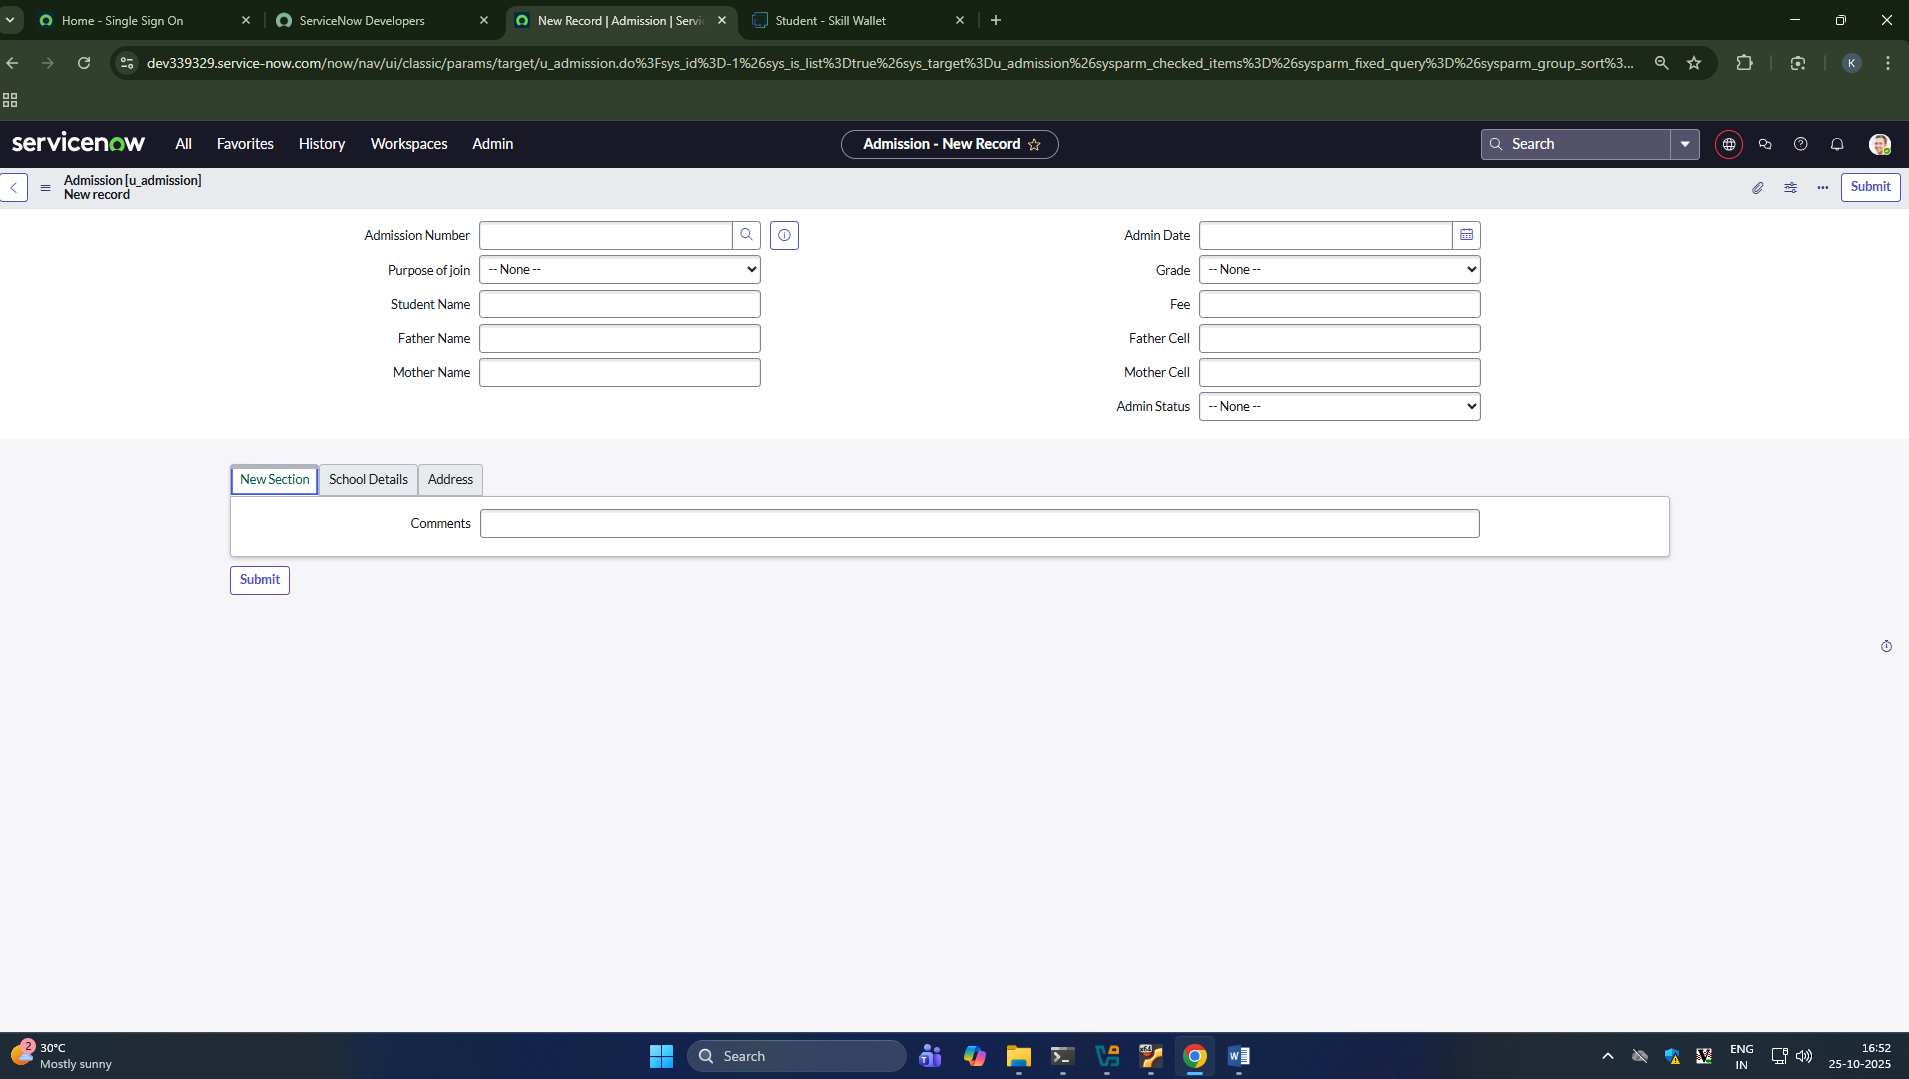 Home - Single Sign On
ServiceNow Developers
New Record | Admission | Servic
Student - Skill Wallet
dev339329.service-now.com/now/nav/ui/classic/params/target/u_admission.do%3Fsys_id%3D-1%26sys_is_list%3Dtrue%26sys_target%3Du_admission%26sysparm_checked_items%3D%26sysparm_fixed_query%3D%26sysparm_group_sort%3...
K
servicenow
All
Favorites
History
Workspaces
Admin
Admission - New Record
Search
Admission [u_admission]
New record
Submit
Admission Number
Admin Date
Purpose of join
-- None --
Grade
-- None --
Student Name
Fee
Father Name
Father Cell
Mother Name
Mother Cell
Admin Status
-- None --
New Section
School Details
Address
Comments
Submit
2
30°C
Mostly sunny
Search
ENG
IN
16:52
25-10-2025